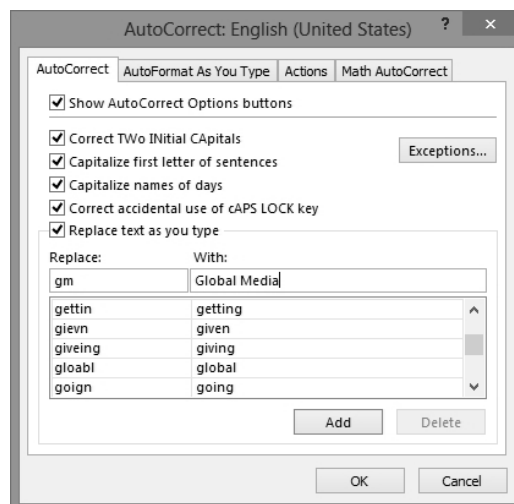 AutoCorrect: English (United States) ? ×
AutoCorrect AutoFormat As You Type Actions Math AutoCorrect
Show AutoCorrect Options buttons
Correct TWo INitial CApitals
Exceptions...
Capitalize first letter of sentences
Capitalize names of days
Correct accidental use of cAPS LOCK key
Replace text as you type
Replace: With:
gm Global Media
gettin getting
gievn given
giveing giving
gloabl global
goign going
Add Delete
OK Cancel